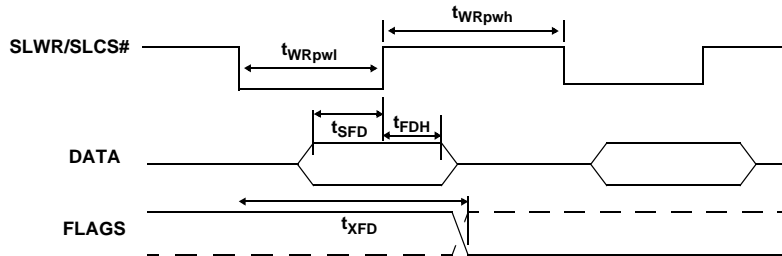 tWRpwh
SLWR/SLCS#
tWRpwl
tSFD
tFDH
DATA
tXFD
FLAGS